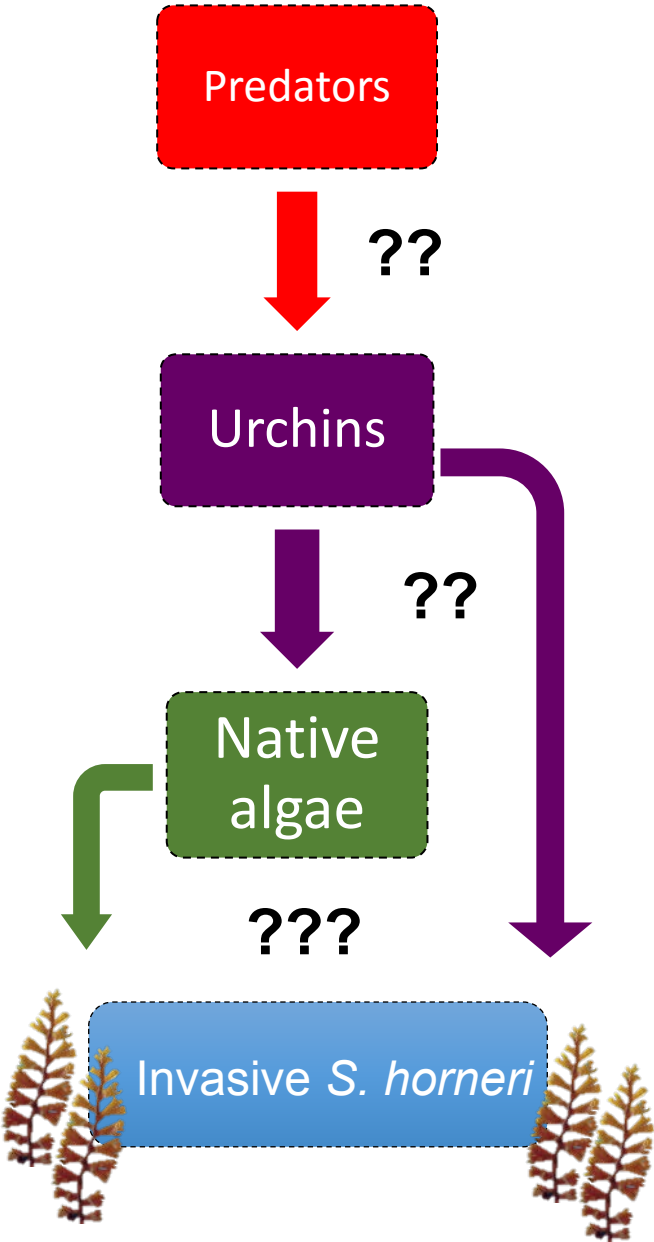 Predators
??
Urchins
??
Native
algae
???
Invasive S. horneri